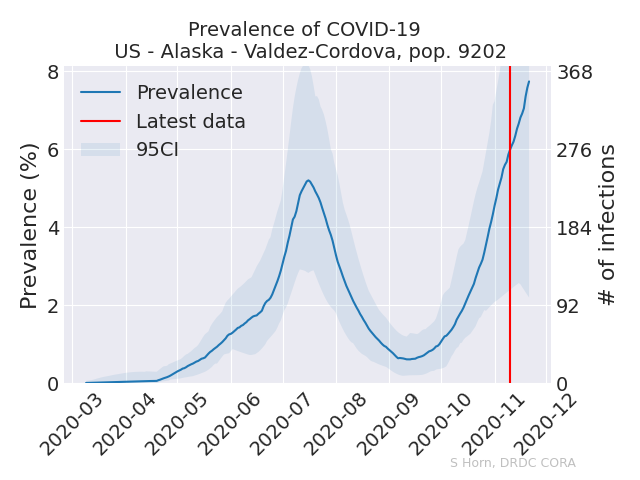 Prevalence of COVID-19
US - Alaska - Valdez-Cordova, pop. 9202
Prevalence
Latest data
95CI
Prevalence (%)
8
6
4
2
0
368
276
184
92
0
# of infections
2020-03
2020-04
2020-05
2020-06
2020-07
2020-08
2020-09
2020-10
2020-11
2020-12
S Horn, DRDC CORA